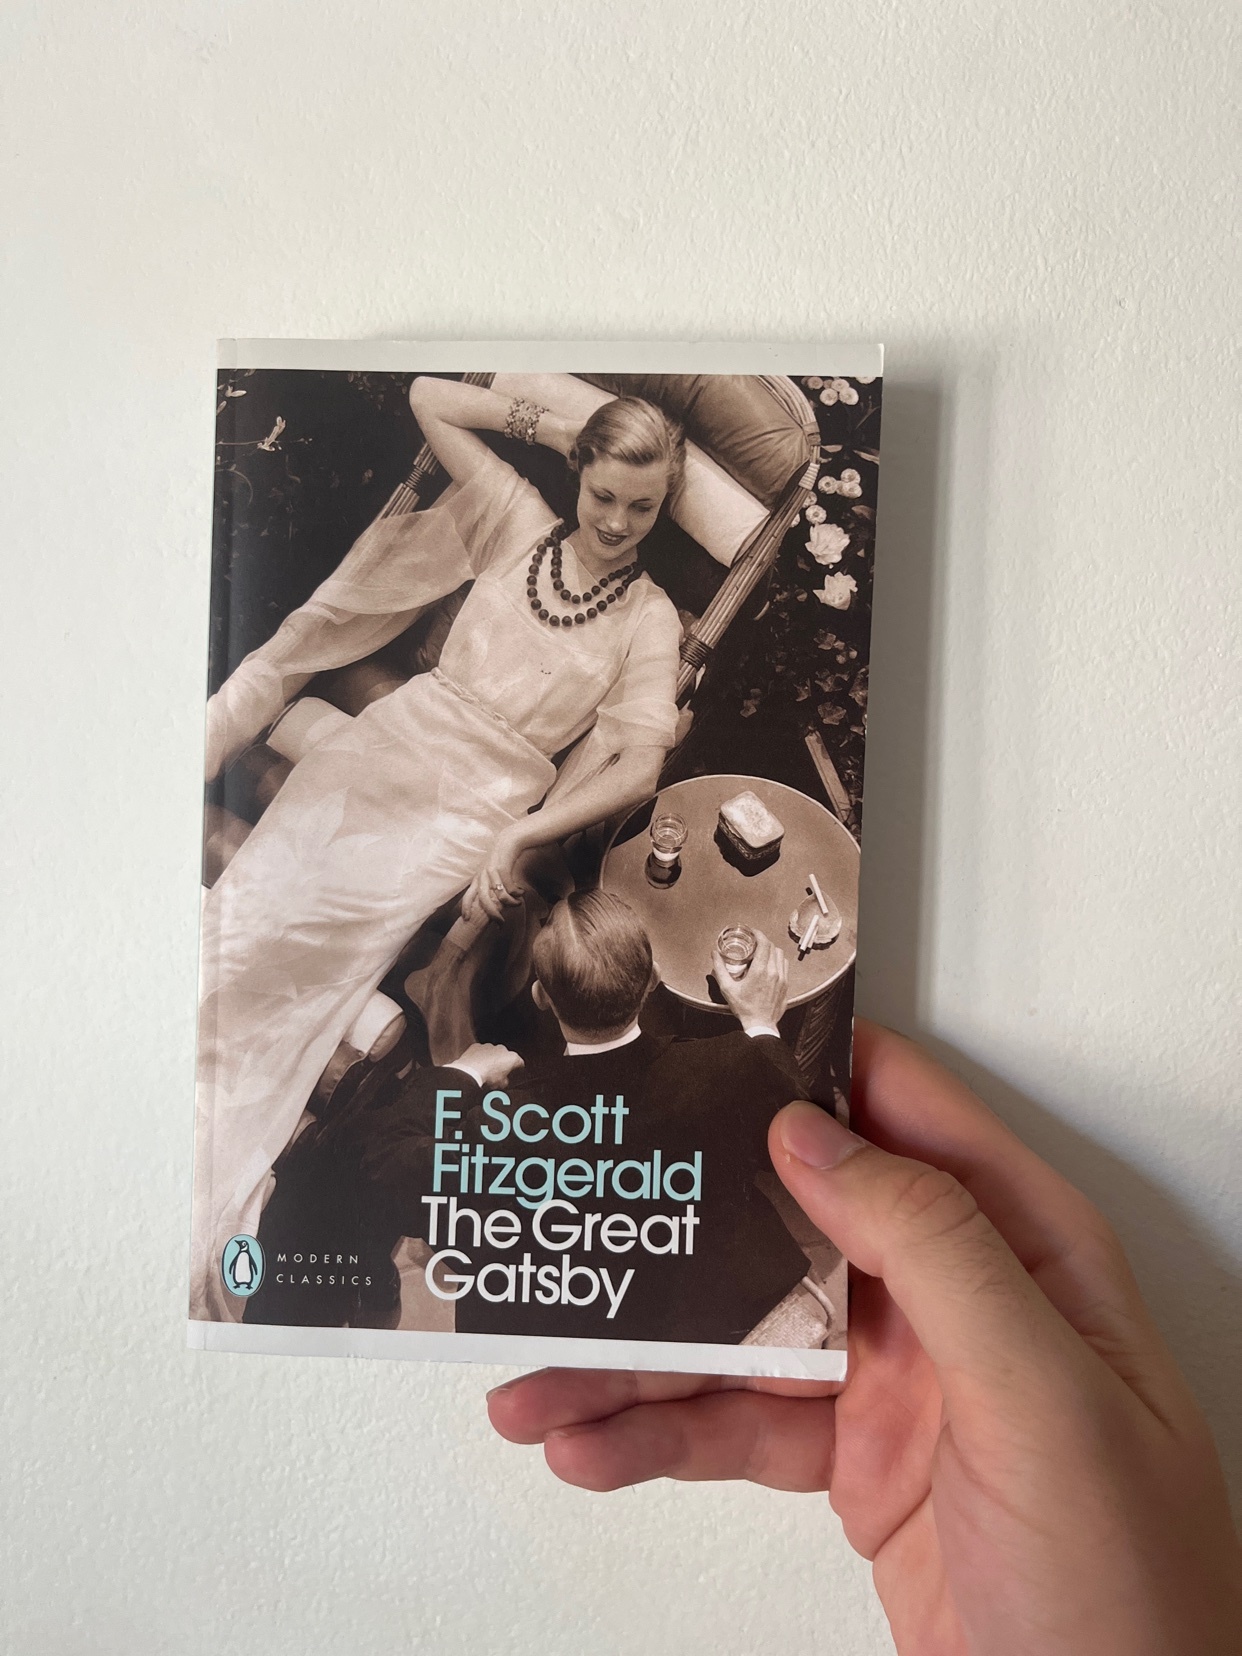 F. Scott
Fitzgerald
The Great
Gatsby
MODERN
CLASSICS